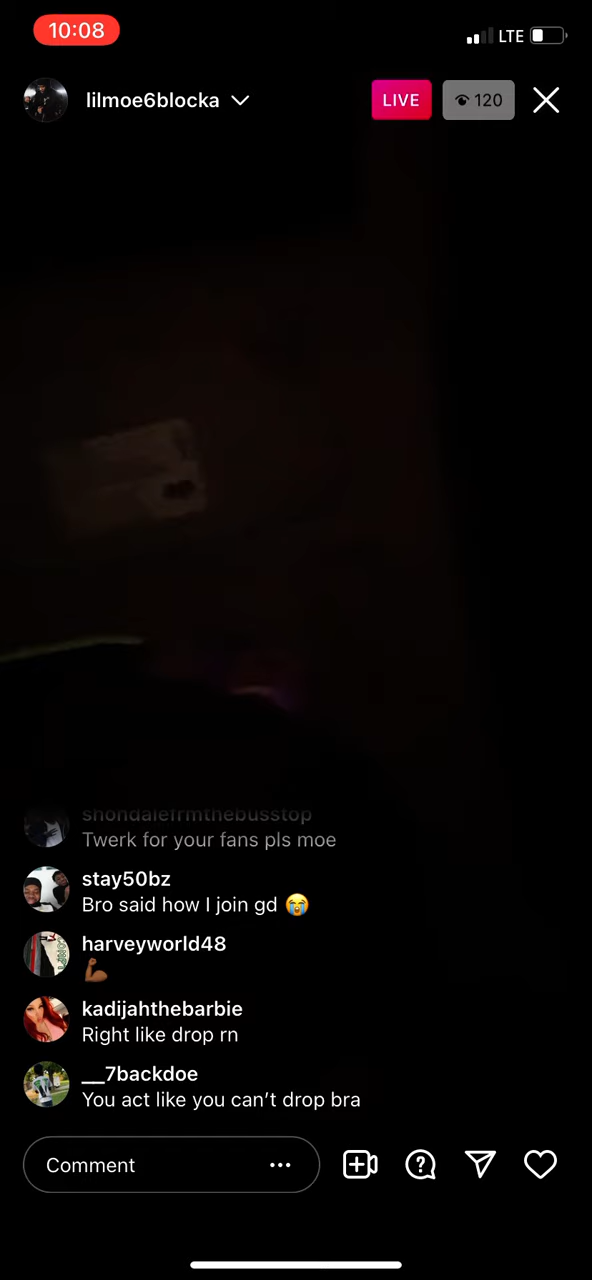 10:08
LTE
lilmoe6blocka
LIVE
120
shondalefrmthebusstop
Twerk for your fans pls moe
stay50bz
Bro said how I join gd 😭
harveyworld48
💪🏾
kadijahthebarbie
Right like drop rn
__7backdoe
You act like you can’t drop bra
Comment